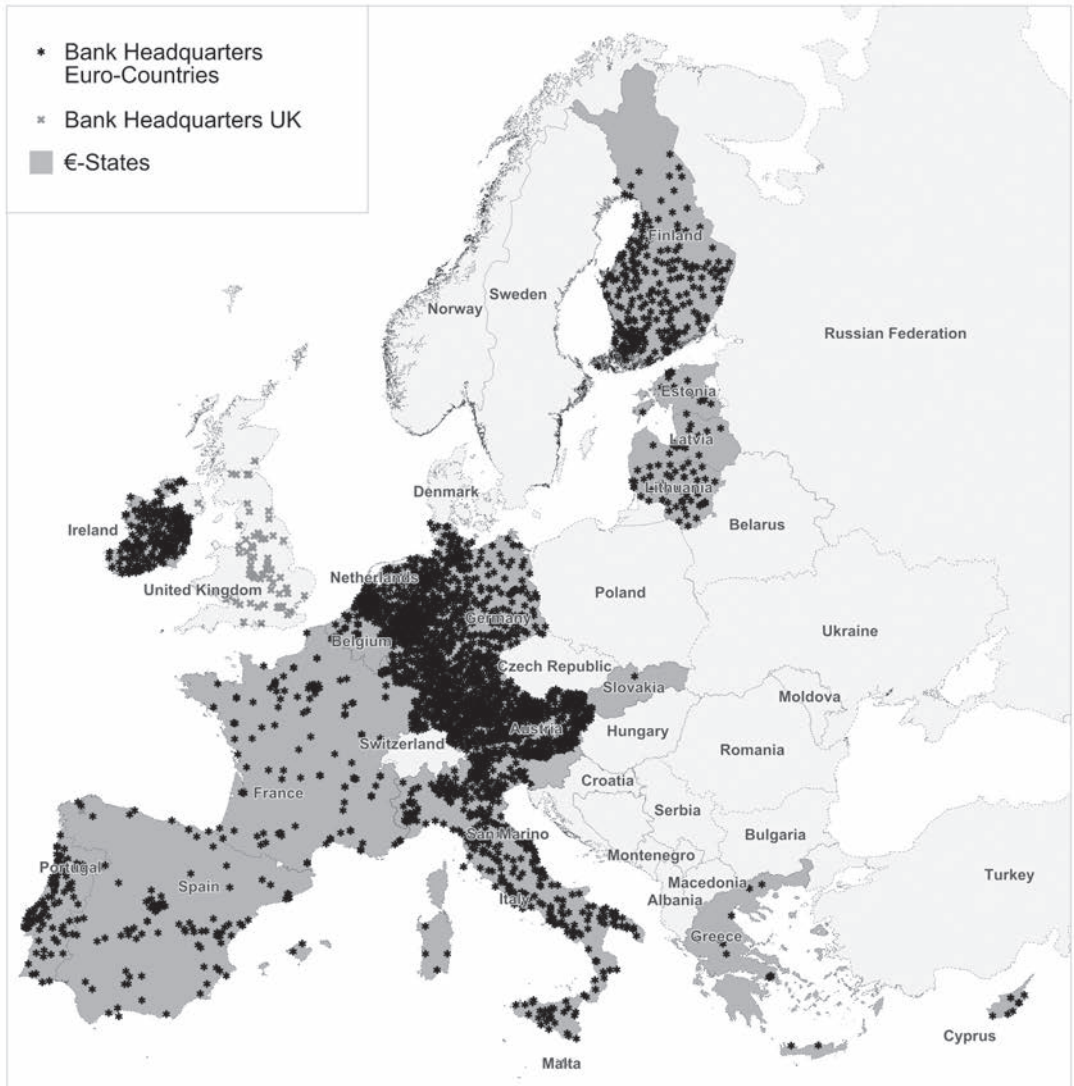 Bank Headquarters
Euro-Countries
Bank Headquarters UK
€-States
Finland
Norway
Sweden
Russian Federation
Estonia
Latvia
Lithuania
Denmark
Ireland
Belarus
Netherlands
United Kingdom
Poland
Germany
Ukraine
Belgium
Czech Republic
Slovakia
Moldova
Austria
Hungary
Switzerland
Romania
Croatia
France
Serbia
San Marino
Bulgaria
Montenegro
Portugal
Macedonia
Turkey
Spain
Albania
Italy
Greece
Cyprus
Malta